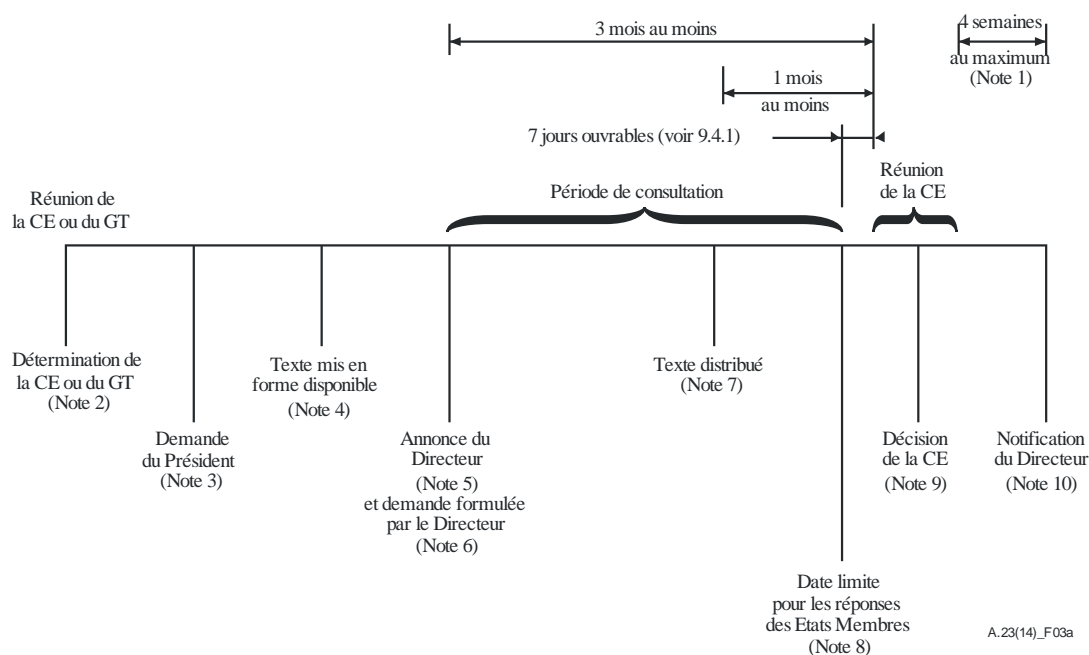 3 mois au moins
4 semaines
au maximum
(Note 1)
1 mois
au moins
7 jours ouvrables (voir 9.4.1)
Réunion de
la CE ou du GT
Période de consultation
Réunion
de la CE
Détermination de
la CE ou du GT
(Note 2)
Demande
du Président
(Note 3)
Texte mis en
forme disponible
(Note 4)
Annonce du
Directeur
(Note 5)
et demande formulée
par le Directeur
(Note 6)
Texte distribué
(Note 7)
Date limite
pour les réponses
des Etats Membres
(Note 8)
Décision
de la CE
(Note 9)
Notification
du Directeur
(Note 10)
A.23(14)_F03a